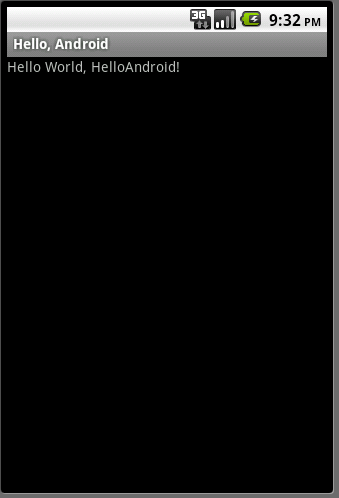 3G 9:32 PM
Hello, Android
Hello World, HelloAndroid!